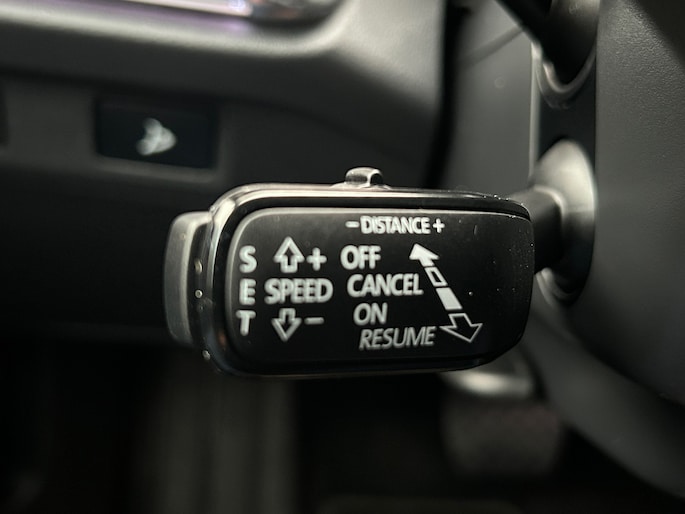 − DISTANCE +
S + OFF
E SPEED CANCEL
T − ON
RESUME